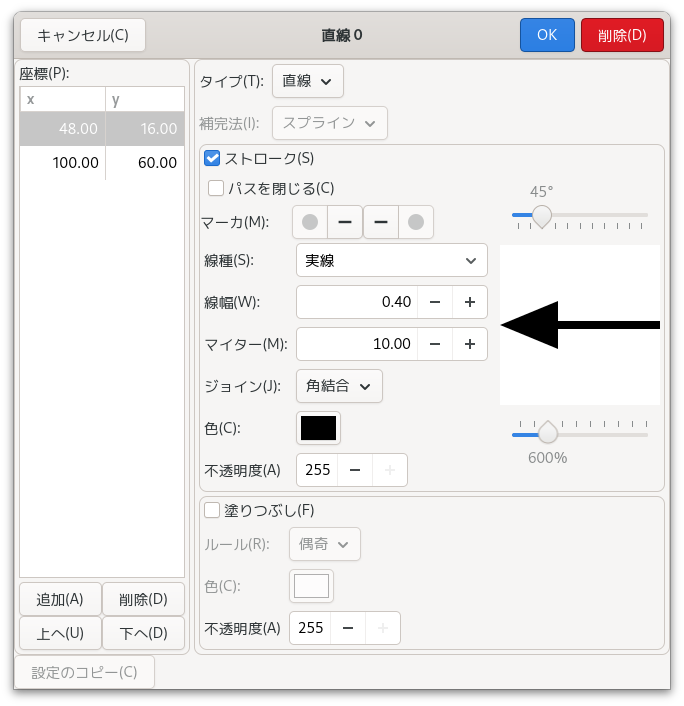 キャンセル(C)
直線 0
OK
削除(D)
座標(P):
x y
48.00 16.00
100.00 60.00
追加(A)
削除(D)
上へ(U)
下へ(D)
設定のコピー(C)
タイプ(T): 直線
補完法(I): スプライン
ストローク(S)
パスを閉じる(C)
マーカ(M):
線種(S): 実線
線幅(W): 0.40
マイター(M): 10.00
ジョイン(J): 角結合
色(C):
不透明度(A) 255
45°
600%
塗りつぶし(F)
ルール(R): 偶奇
色(C):
不透明度(A) 255